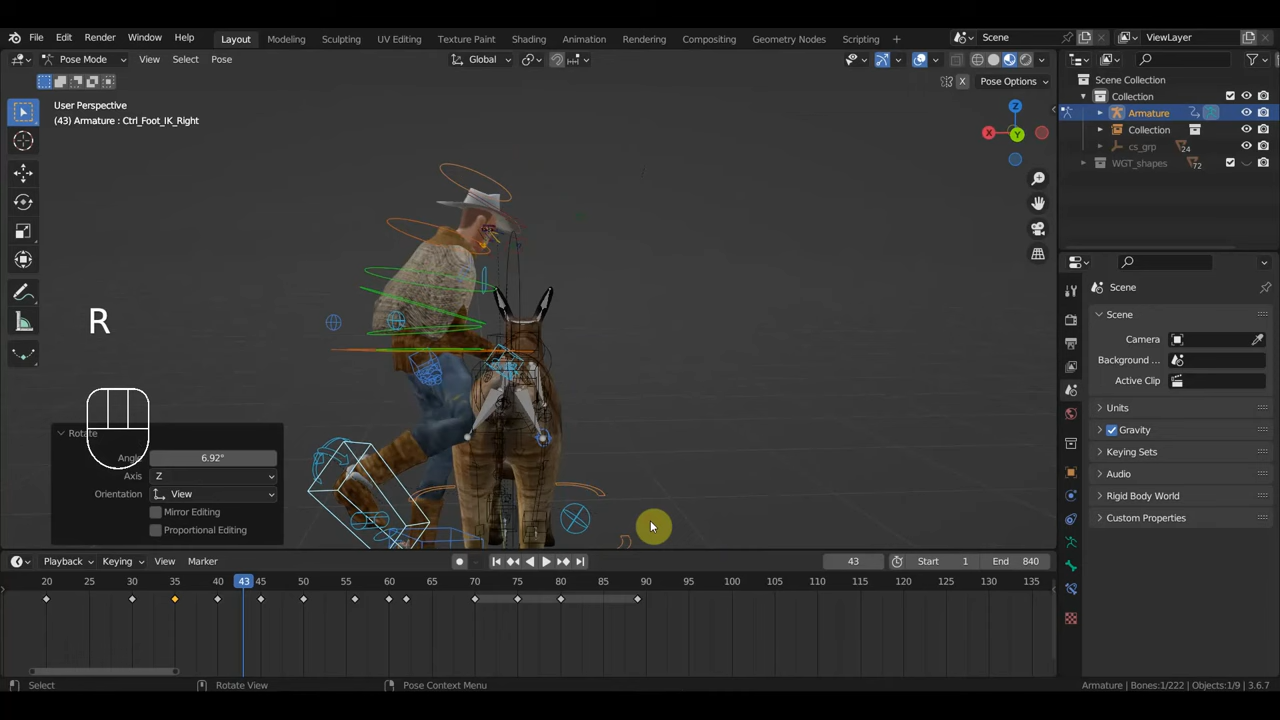 File Edit Render Window Help Layout Modeling Sculpting UV Editing Texture Paint Shading Animation Rendering Compositing Geometry Nodes Scripting + Scene ViewLayer
Pose Mode View Select Pose Global
Pose Options
X
User Perspective
(43) Armature : Ctrl_Foot_IK_Right
Z
X
Y
R
Rotate
Angle 6.92°
Axis Z
Orientation View
Mirror Editing
Proportional Editing
Scene Collection
Collection
Armature
Collection
cs_grp 24
WGT_shapes 72
Scene
Scene
Camera
Background ...
Active Clip
Units
Gravity
Keying Sets
Audio
Rigid Body World
Custom Properties
Playback Keying View Marker 43 Start 1 End 840
20 25 30 35 40 43 45 50 55 60 65 70 75 80 85 90 95 100 105 110 115 120 125 130 135
Select Rotate View Pose Context Menu Armature | Bones:1/222 | Objects:1/9 | 3.6.7